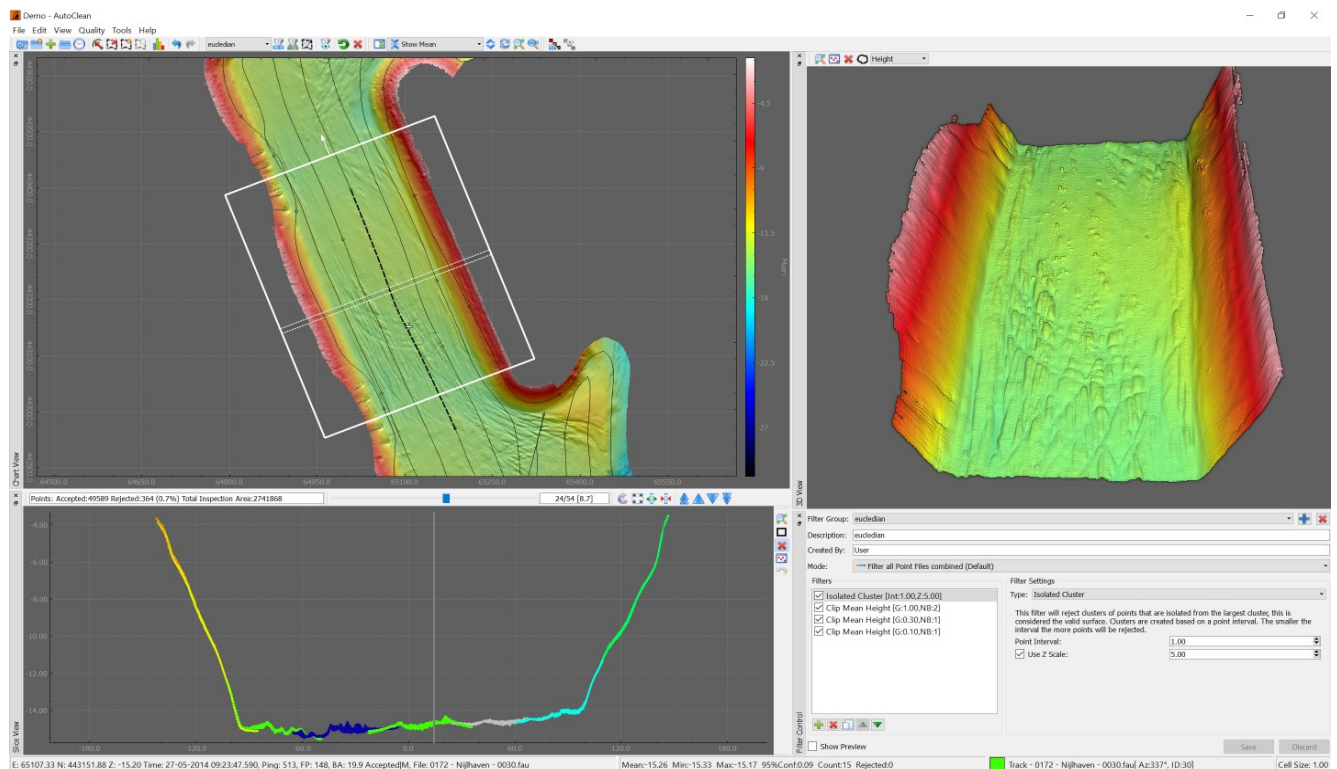 Demo - AutoClean
File Edit View Quality Tools Help
eucledian
Show Mean
-4.5
-9
-13.5
-18
-22.5
-27
Mean
64500.0 64650.0 64800.0 64950.0 65100.0 65250.0 65400.0 65550.0
Chart View
Height
3D View
Points: Accepted:49589 Rejected:364 (0.7%) Total Inspection Area:2741868
24/54 [8.7]
-4.00
-6.00
-8.00
-10.00
-12.00
-14.00
-180.0 -120.0 -60.0 0.0 60.0 120.0 180.0
Slice View
Filter Group: eucledian
Description: eucledian
Created By: User
Mode: Filter all Point Files combined (Default)
Filters
Isolated Cluster [Int:1.00,Z:5.00]
Clip Mean Height [G:1.00,NB:2]
Clip Mean Height [G:0.30,NB:1]
Clip Mean Height [G:0.10,NB:1]
Filter Settings
Type: Isolated Cluster
This filter will reject clusters of points that are isolated from the largest cluster, this is
considered the valid surface. Clusters are created based on a point interval. The smaller the
interval the more points will be rejected.
Point Interval: 1.00
Use Z Scale: 5.00
Show Preview
Save Discard
Filter Control
E: 65107.33 N: 443151.88 Z: -15.20 Time: 27-05-2014 09:23:47.590, Ping: 513, FP: 148, BA: 19.9 Accepted|M, File: 0172 - Nijlhaven - 0030.fau
Mean:-15.26 Min:-15.33 Max:-15.17 95%Conf:0.09 Count:15 Rejected:0
Track - 0172 - Nijlhaven - 0030.fau[ Az:337°, ID:30]
Cell Size: 1.00